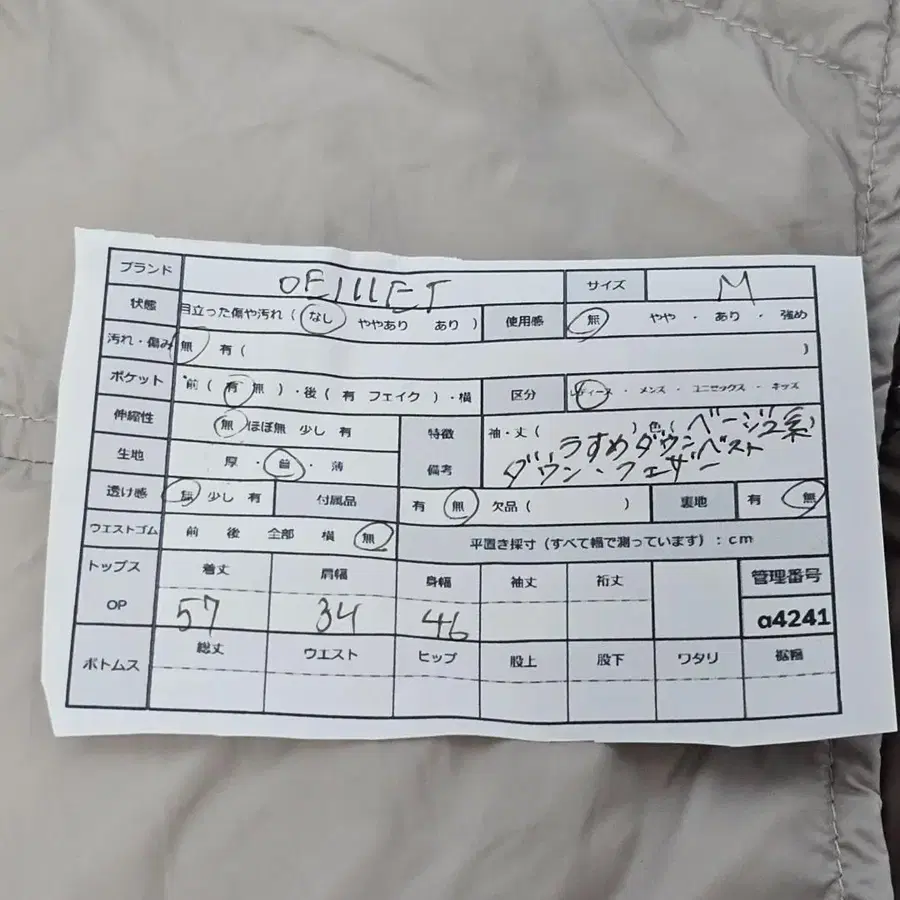 ブランド OEILLET サイズ M
状態 目立った傷や汚れ ( なし ややあり あり ) 使用感 無 やや ・ あり ・ 強め
汚れ・傷み 無 有 ( )
ポケット 前 ( 有 無 ) ・後 ( 有 フェイク ) ・横 区分 レディース ・ メンズ ・ ユニセックス ・ キッズ
伸縮性 無 ほぼ無 少し 有 特徴 袖・丈 ( ) 色 ( ベージュ系 )
うすめダウンベスト
生地 厚 ・ 普 ・ 薄 備考 ダウン・フェザー
透け感 無 少し 有 付属品 有 無 欠品 ( ) 裏地 有 無
ウエストゴム 前 後 全部 横 無 平置き採寸 (すべて幅で測っています) : cm
トップス 着丈 肩幅 身幅 袖丈 裄丈 管理番号
OP 57 34 46 a4241
ボトムス 総丈 ウエスト ヒップ 股上 股下 ワタリ 裾幅